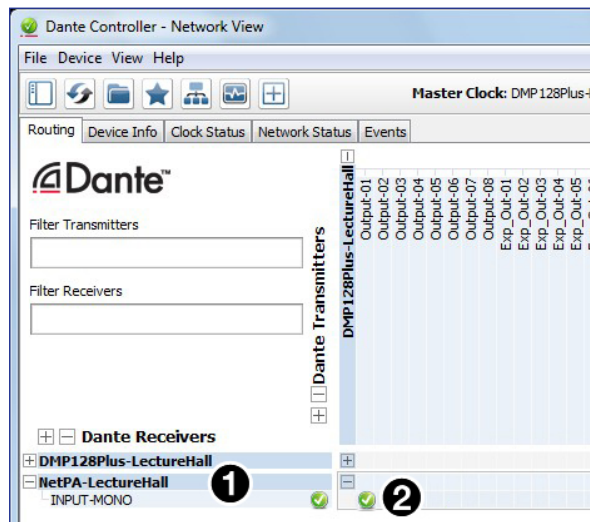 Dante Controller - Network View
File Device View Help
Master Clock: DMP128Plus-
Routing Device Info Clock Status Network Status Events
Dante™
Filter Transmitters
Filter Receivers
Dante Transmitters
DMP128Plus-LectureHall
Output-01
Output-02
Output-03
Output-04
Output-05
Output-06
Output-07
Output-08
Exp_Out-01
Exp_Out-02
Exp_Out-03
Exp_Out-04
Exp_Out-05
Dante Receivers
DMP128Plus-LectureHall
NetPA-LectureHall
1
INPUT-MONO
2